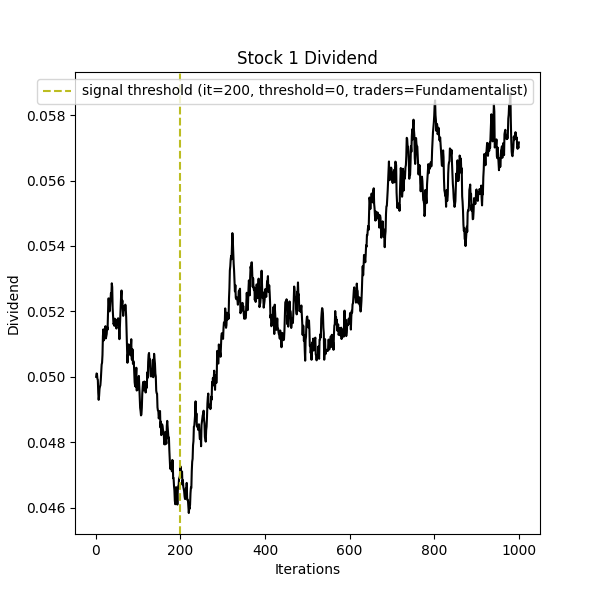 Stock 1 Dividend
signal threshold (it=200, threshold=0, traders=Fundamentalist)
0.058
0.056
0.054
0.052
0.050
0.048
0.046
Dividend
0 200 400 600 800 1000
Iterations